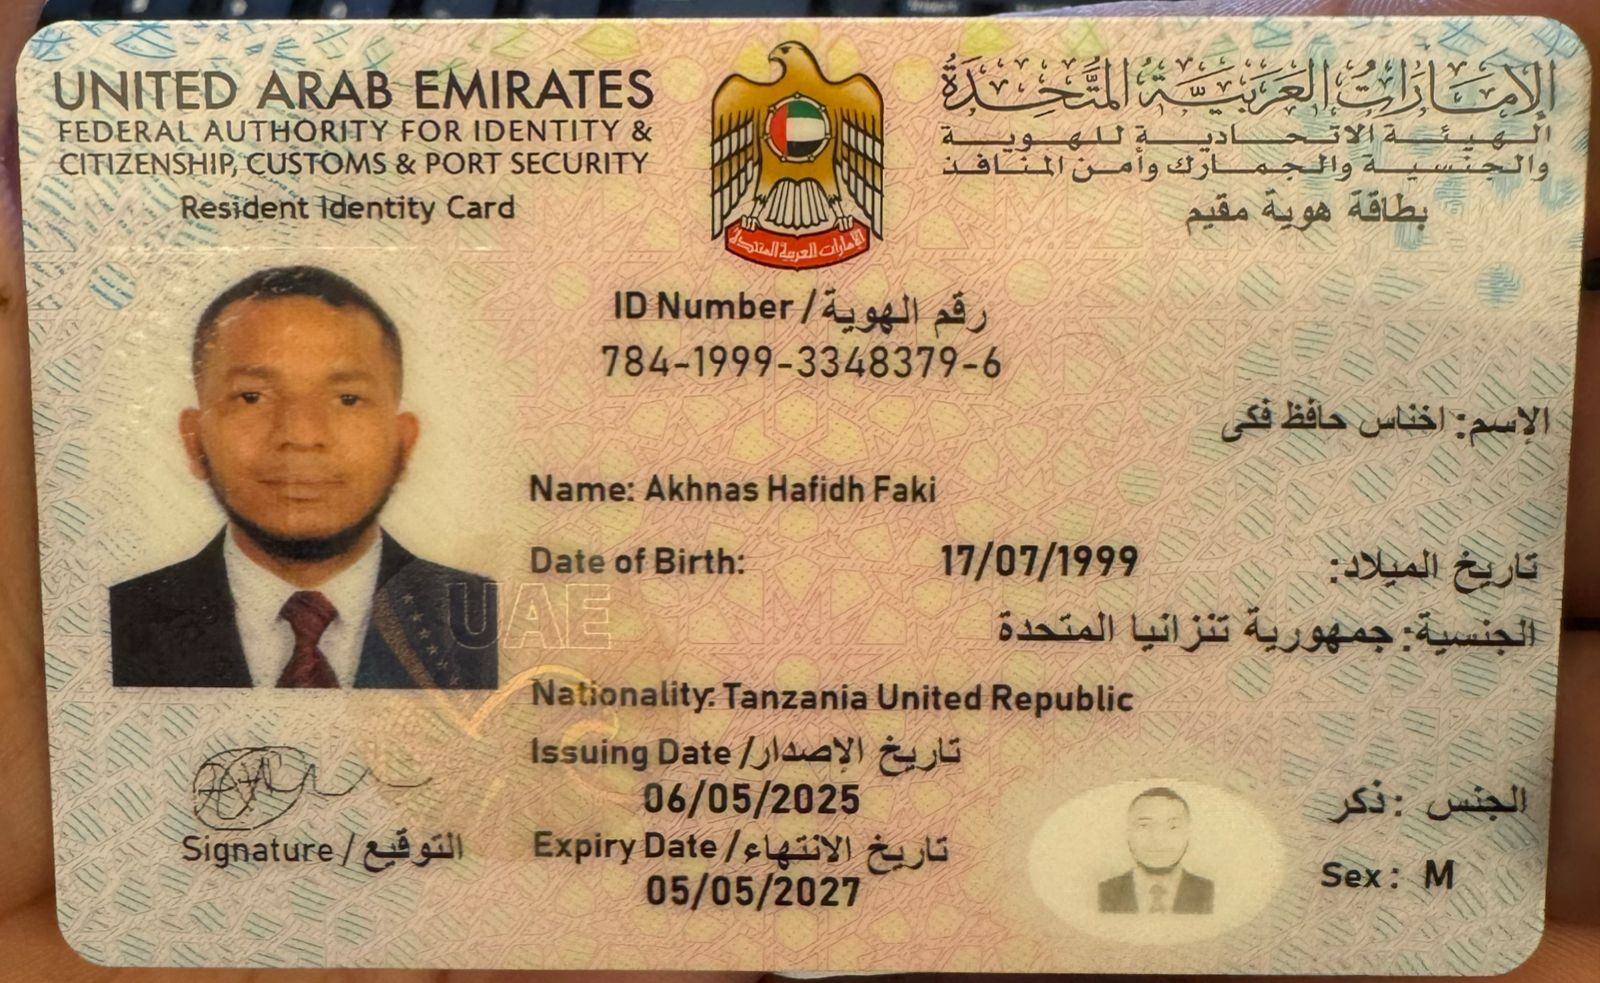 UNITED ARAB EMIRATES
FEDERAL AUTHORITY FOR IDENTITY &
CITIZENSHIP, CUSTOMS & PORT SECURITY
Resident Identity Card
الإمارات العربية المتحدة
الهيئة الاتحادية للهوية
والجنسية والجمارك وأمن المنافذ
بطاقة هوية مقيم
الإمارات العربية المتحدة
ID Number / رقم الهوية
784-1999-3348379-6
الإسم: اخناس حافظ فكى
Name: Akhnas Hafidh Faki
Date of Birth: 17/07/1999 تاريخ الميلاد:
الجنسية: جمهورية تنزانيا المتحدة
UAE
Nationality: Tanzania United Republic
Issuing Date / تاريخ الإصدار
06/05/2025
الجنس : ذكر
Signature / التوقيع
Expiry Date / تاريخ الانتهاء
05/05/2027
Sex : M